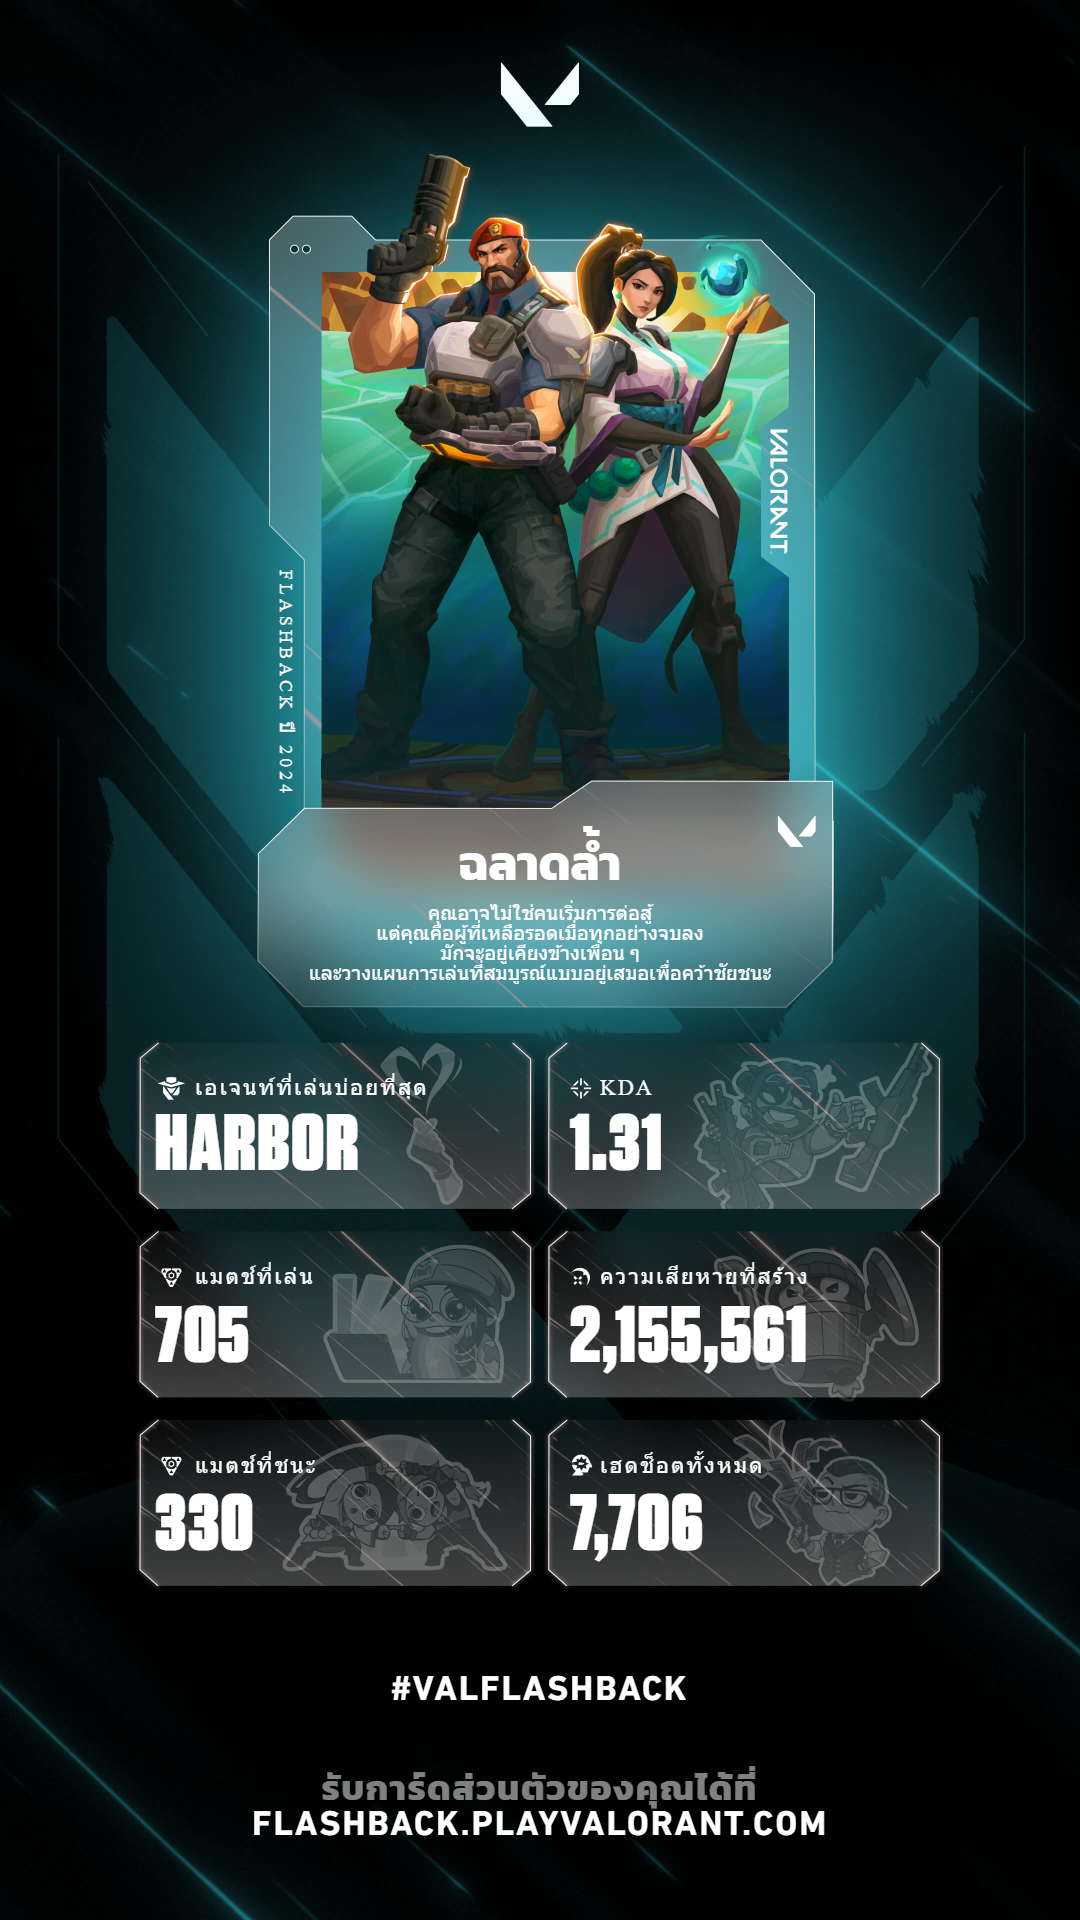 VALORANT
FLASHBACK ปี 2024
ฉลาดล้ำ
คุณอาจไม่ใช่คนเริ่มการต่อสู้
แต่คุณคือผู้ที่เหลือรอดเมื่อทุกอย่างจบลง
มักจะอยู่เคียงข้างเพื่อน ๆ
และวางแผนการเล่นที่สมบูรณ์แบบอยู่เสมอเพื่อคว้าชัยชนะ
เอเจนท์ที่เล่นบ่อยที่สุด
HARBOR
KDA
1.31
แมตช์ที่เล่น
705
ความเสียหายที่สร้าง
2,155,561
แมตช์ที่ชนะ
330
เฮดช็อตทั้งหมด
7,706
#VALFLASHBACK
รับการ์ดส่วนตัวของคุณได้ที่
FLASHBACK.PLAYVALORANT.COM